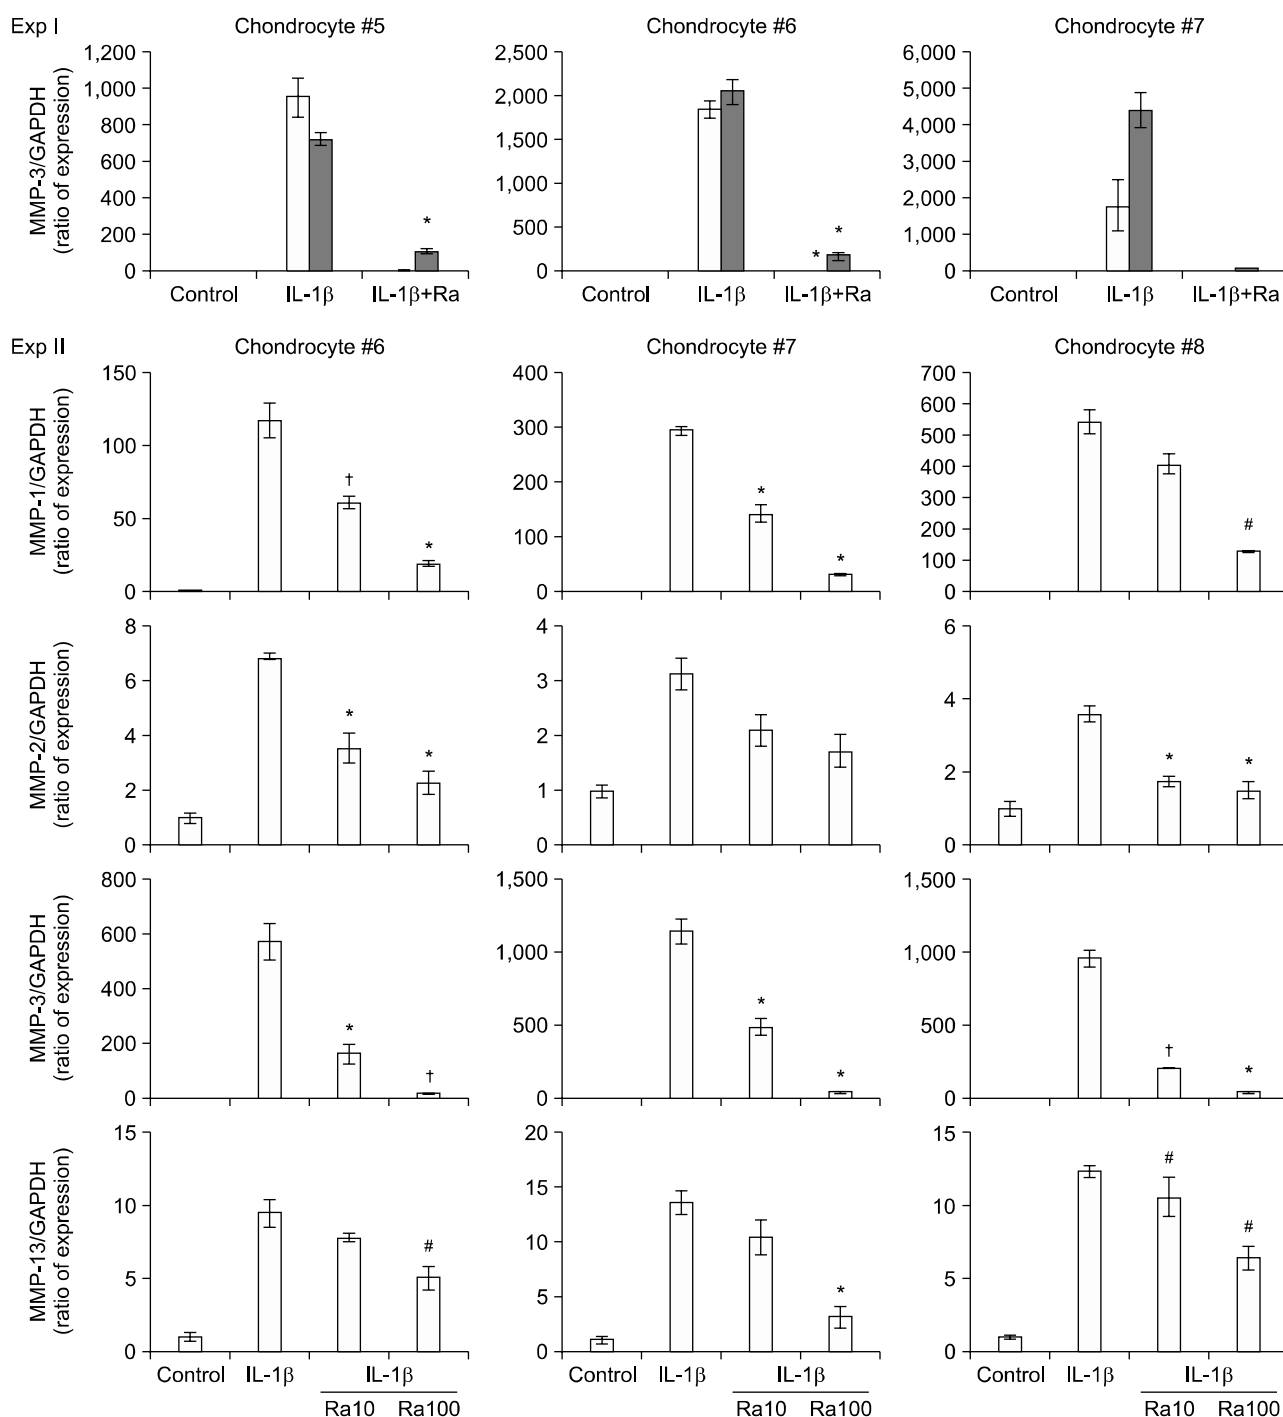 Exp I
Chondrocyte #5
Chondrocyte #6
Chondrocyte #7
MMP-3/GAPDH
(ratio of expression)
1,200
1,000
800
600
400
200
0
*
Control
IL-1β
IL-1β+Ra
2,500
2,000
1,500
1,000
500
0
*
*
Control
IL-1β
IL-1β+Ra
6,000
5,000
4,000
3,000
2,000
1,000
0
Control
IL-1β
IL-1β+Ra
Exp II
Chondrocyte #6
Chondrocyte #7
Chondrocyte #8
MMP-1/GAPDH
(ratio of expression)
150
100
50
0
†
*
400
300
200
100
0
*
*
700
600
500
400
300
200
100
0
#
MMP-2/GAPDH
(ratio of expression)
8
6
4
2
0
*
*
4
3
2
1
0
6
4
2
0
*
*
MMP-3/GAPDH
(ratio of expression)
800
600
400
200
0
*
†
1,500
1,000
500
0
*
*
1,500
1,000
500
0
†
*
MMP-13/GAPDH
(ratio of expression)
15
10
5
0
#
20
15
10
5
0
*
15
10
5
0
#
#
Control
IL-1β
IL-1β
Ra10
Ra100
Control
IL-1β
IL-1β
Ra10
Ra100
Control
IL-1β
IL-1β
Ra10
Ra100